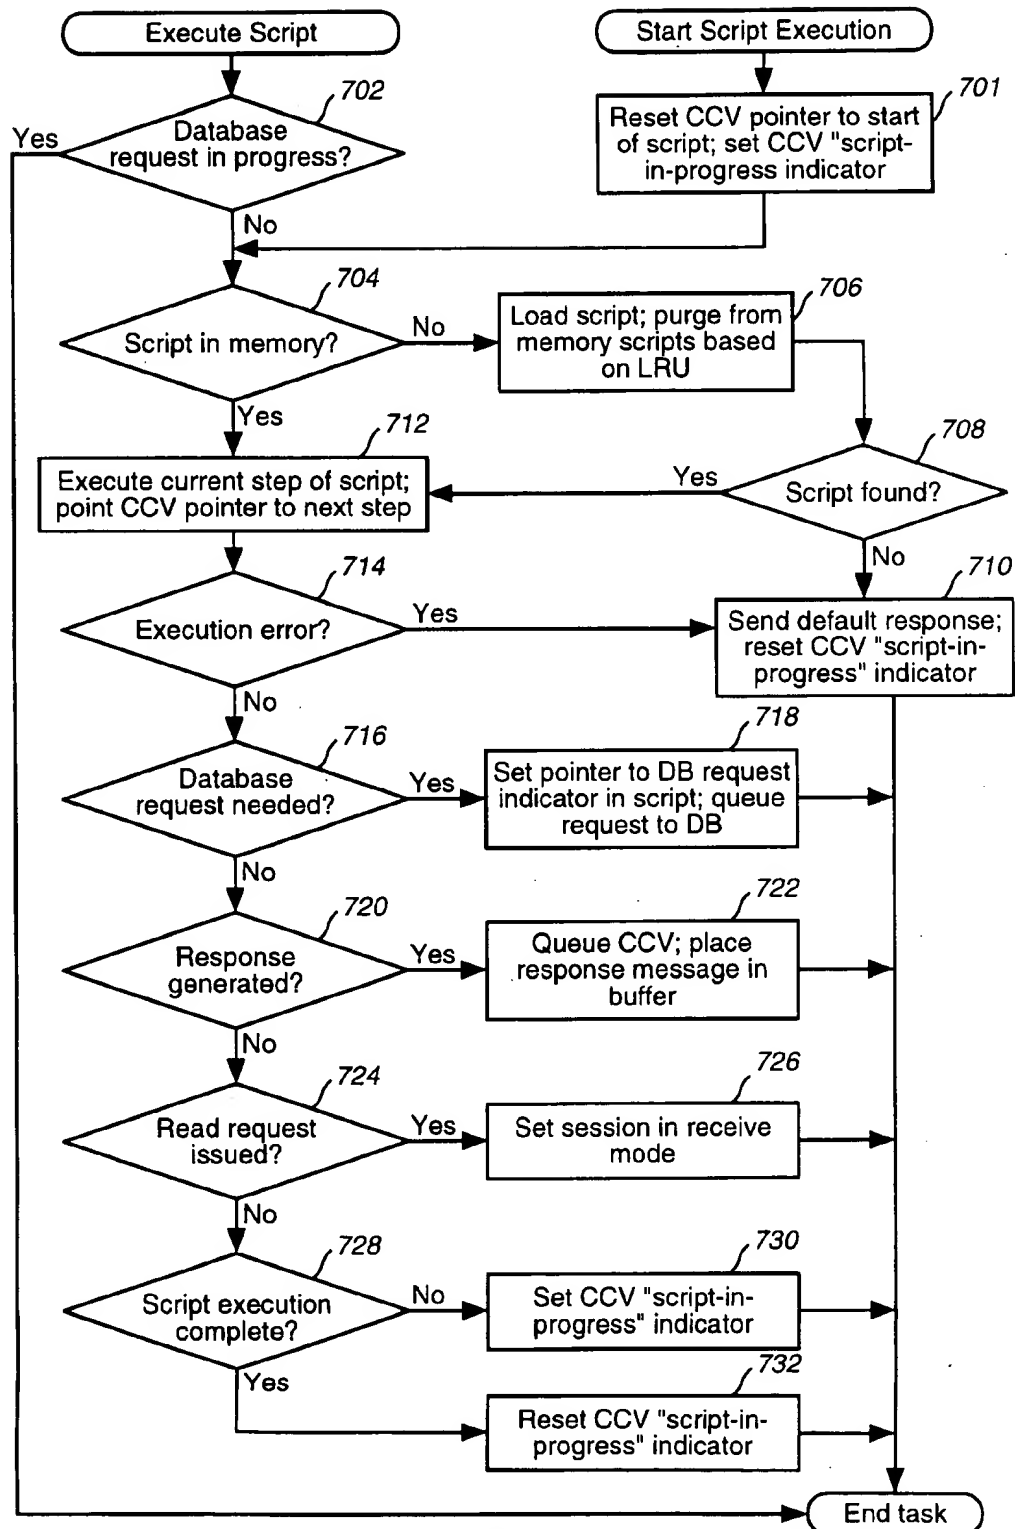 Execute Script
Start Script Execution
702
701
Yes
Database
request in progress?
Reset CCV pointer to start
of script; set CCV "script-
in-progress indicator
No
704
706
Script in memory?
No
Load script; purge from
memory scripts based
on LRU
Yes
712
708
Execute current step of script;
point CCV pointer to next step
Yes
Script found?
No
714
710
Execution error?
Yes
Send default response;
reset CCV "script-in-
progress" indicator
No
716
718
Database
request needed?
Yes
Set pointer to DB request
indicator in script; queue
request to DB
No
720
722
Response
generated?
Yes
Queue CCV; place
response message in
buffer
No
724
726
Read request
issued?
Yes
Set session in receive
mode
No
728
730
Script execution
complete?
No
Set CCV "script-in-
progress" indicator
Yes
732
Reset CCV "script-in-
progress" indicator
End task